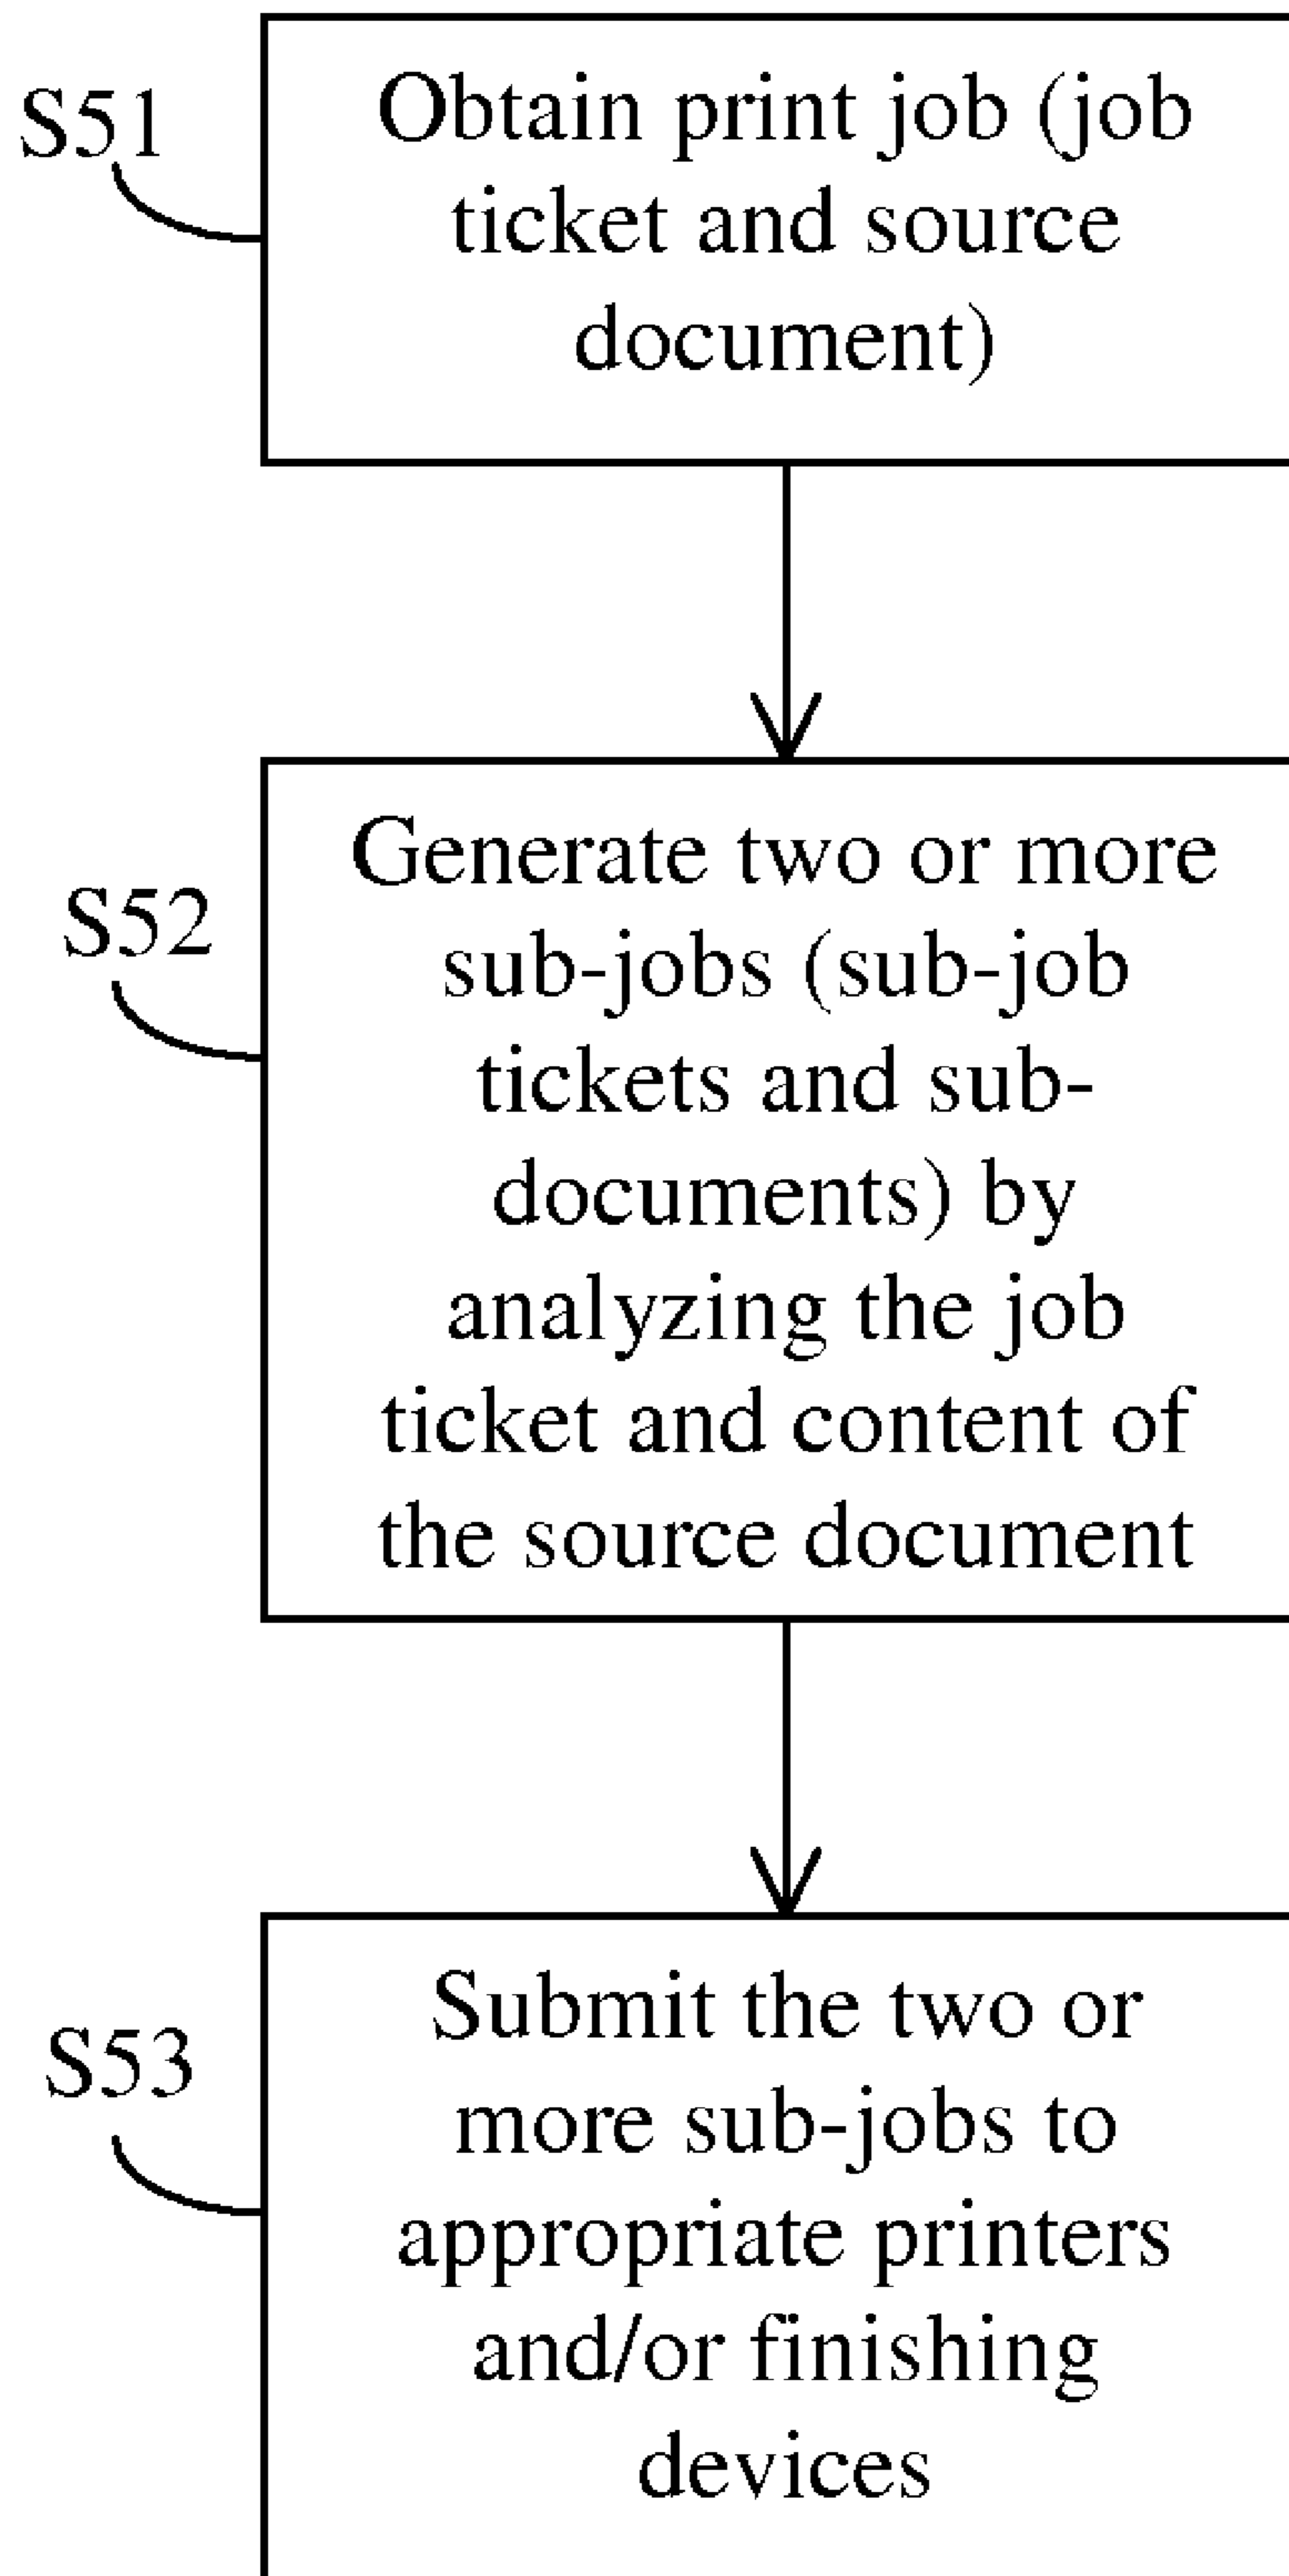 S51
Obtain print job (job
ticket and source
document)
S52
Generate two or more
sub-jobs (sub-job
tickets and sub-
documents) by
analyzing the job
ticket and content of
the source document
S53
Submit the two or
more sub-jobs to
appropriate printers
and/or finishing
devices